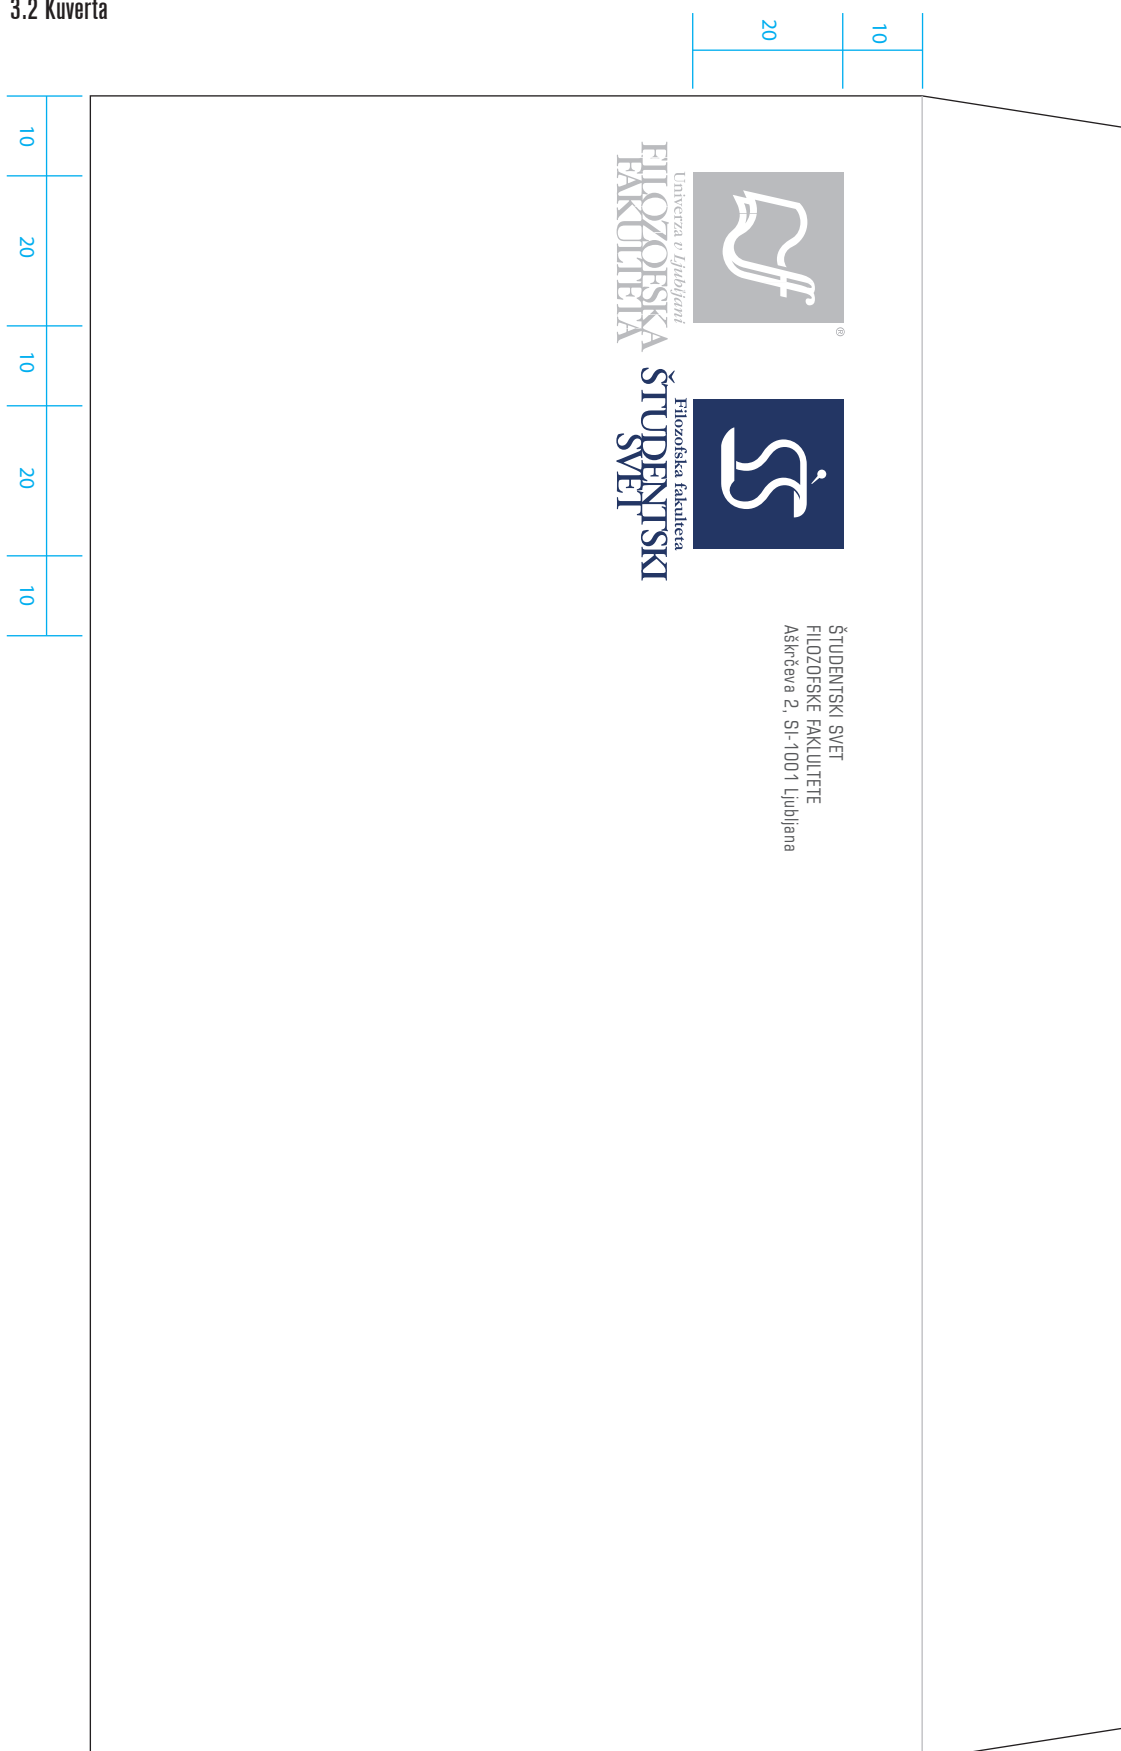 3.2 Kuverta
20
10
10
20
10
20
10
Univerza v Ljubljani
FILOZOFSKA
FAKULTETA
®
Filozofska fakulteta
ŠTUDENTSKI
SVET
ŠTUDENTSKI SVET
FILOZOFSKE FAKLULTETE
Aškrčeva 2, SI-1001 Ljubljana